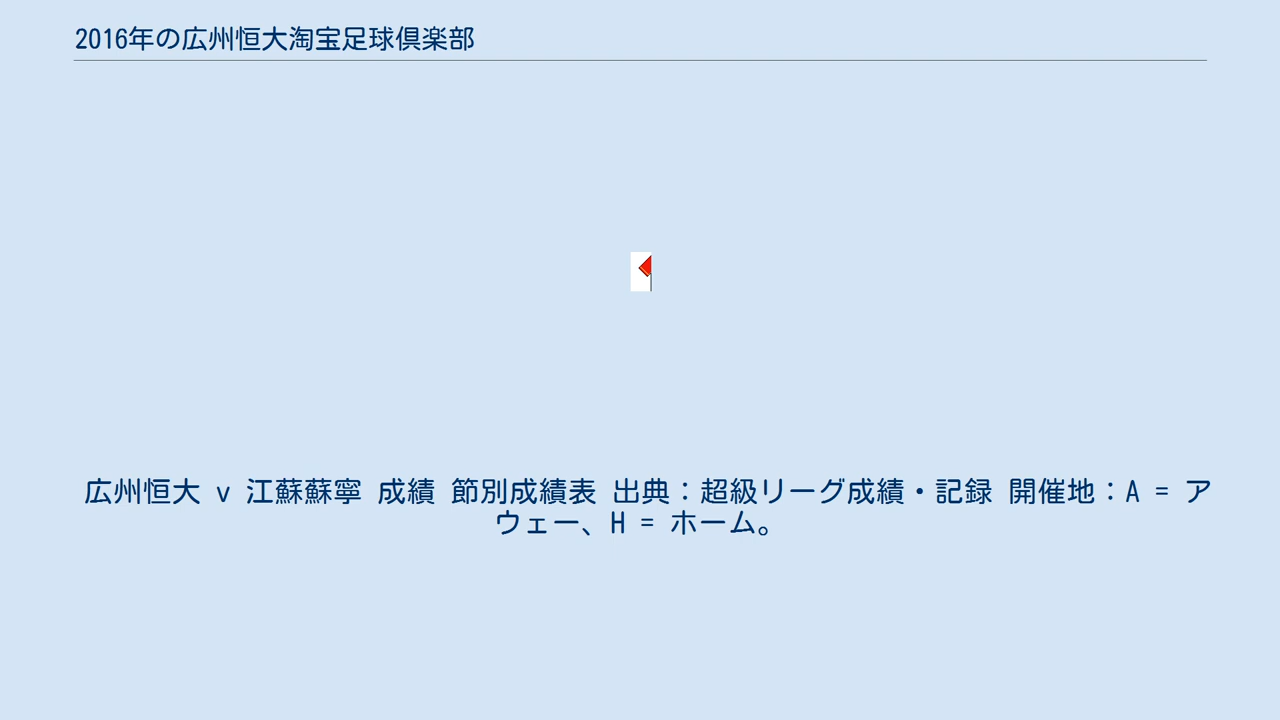 2016年の広州恒大淘宝足球倶楽部
広州恒大 v 江蘇蘇寧 成績 節別成績表 出典：超級リーグ成績・記録 開催地：A = ア
ウェー、H = ホーム。